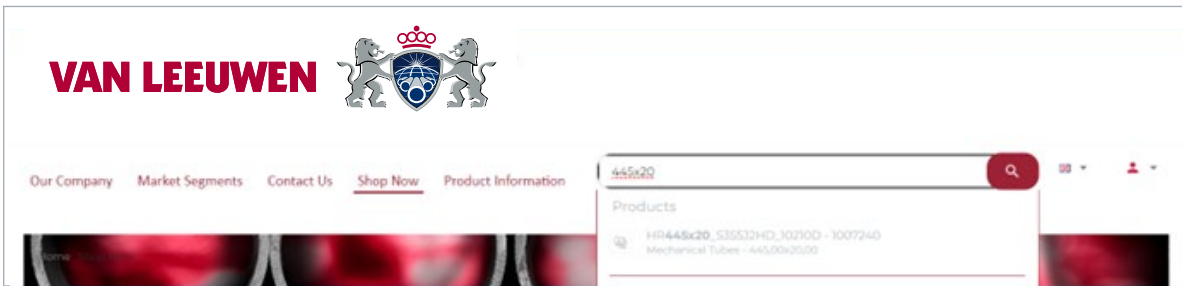 VAN LEEUWEN
Our Company Market Segments Contact Us Shop Now Product Information
445x20
Products
HR445x20_S355J2HD_10210D - 1007240
Mechanical Tubes - 445,00x20,00
Home